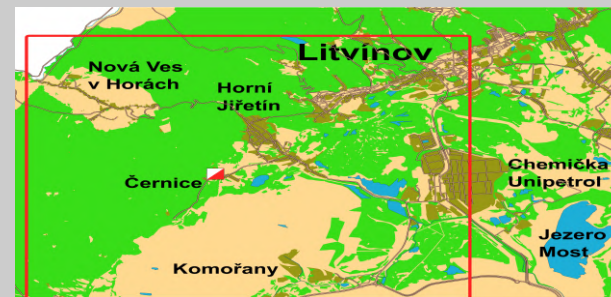 Litvínov
Nová Ves
v Horách
Horní
Jiřetín
Chemička
Unipetrol
Černice
Jezero
Most
Komořany